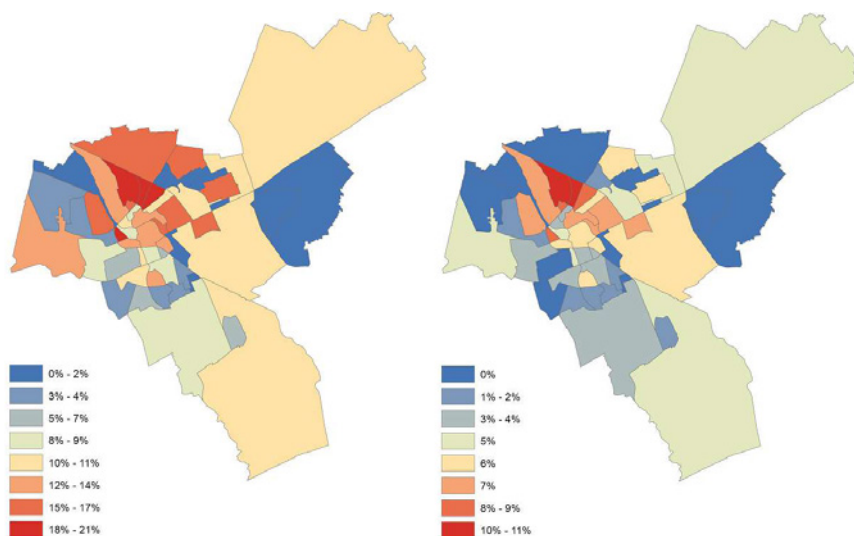 0% - 2%
3% - 4%
5% - 7%
8% - 9%
10% - 11%
12% - 14%
15% - 17%
18% - 21%
0%
1% - 2%
3% - 4%
5%
6%
7%
8% - 9%
10% - 11%